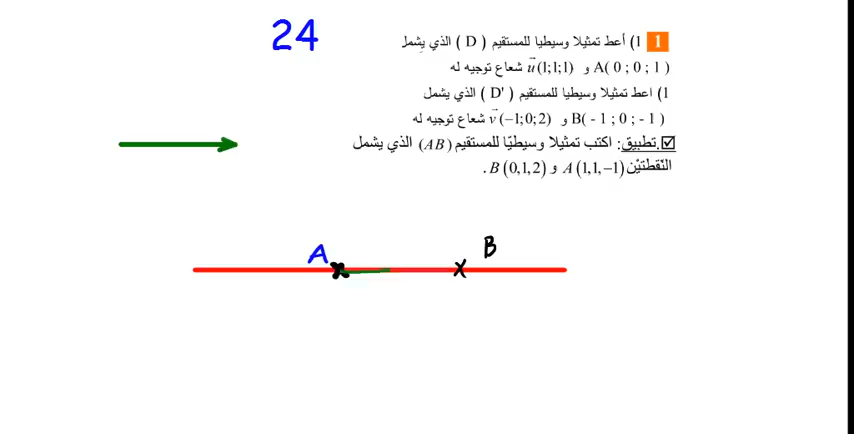 24
1 1) أعط تمثيلا وسيطيا للمستقيم ( D ) الذي يشمل
A( 0 ; 0 ; 1 ) و u(1;1;1) شعاع توجيه له
1) اعط تمثيلا وسيطيا للمستقيم ( D' ) الذي يشمل
B( - 1 ; 0 ; - 1 ) و v(−1;0;2) شعاع توجيه له
تطبيق: اكتب تمثيلا وسيطيّا للمستقيم (AB) الذي يشمل
النّقطتيْن A(1,1,−1) و B(0,1,2) .
A B